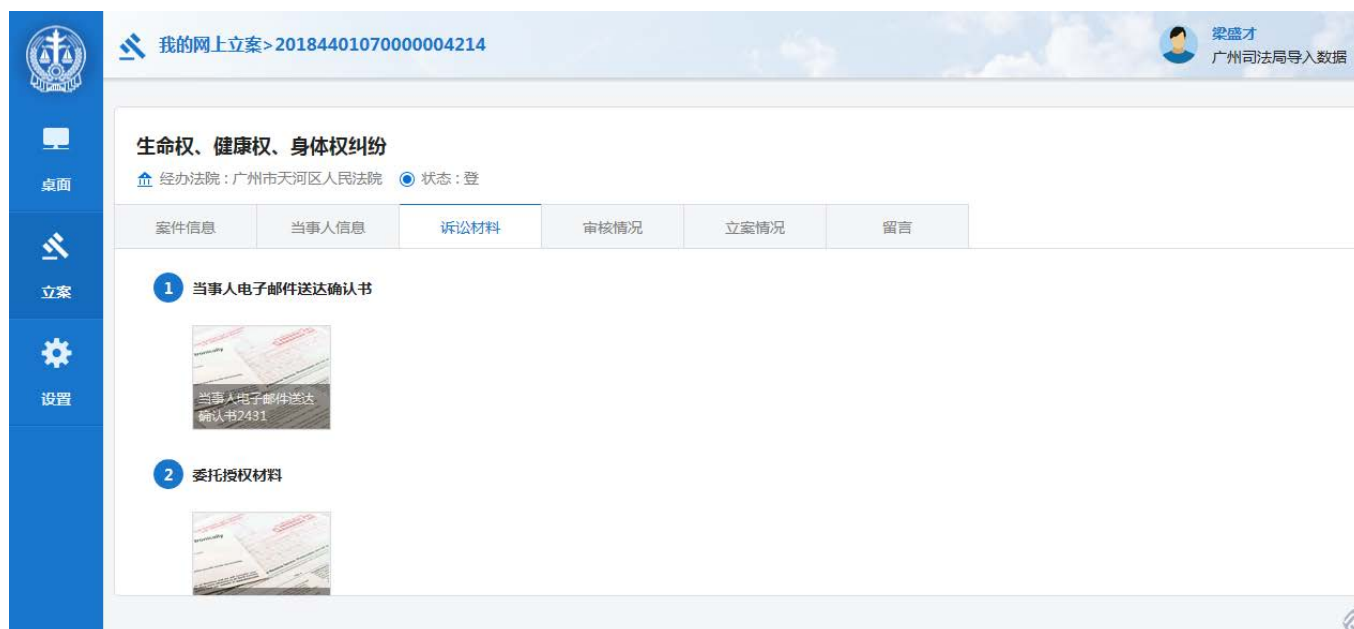 我的网上立案>20184401070000004214
梁盛才
广州司法局导入数据
桌面
立案
设置
生命权、健康权、身体权纠纷
经办法院：广州市天河区人民法院 状态：登
案件信息 当事人信息 诉讼材料 审核情况 立案情况 留言
1 当事人电子邮件送达确认书
当事人电子邮件送达
确认书2431
2 委托授权材料